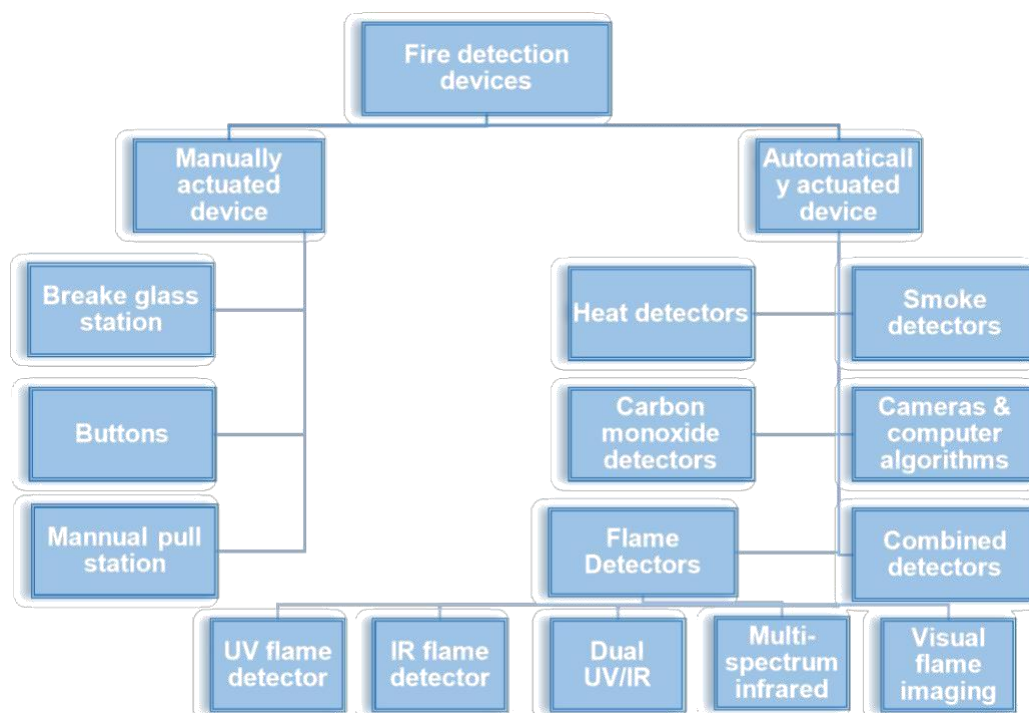 Fire detection
devices
Manually
actuated
device
Automaticall
y actuated
device
Breake glass
station
Heat detectors
Smoke
detectors
Buttons
Carbon
monoxide
detectors
Cameras &
computer
algorithms
Mannual pull
station
Flame
Detectors
Combined
detectors
UV flame
detector
IR flame
detector
Dual
UV/IR
Multi-
spectrum
infrared
Visual
flame
imaging